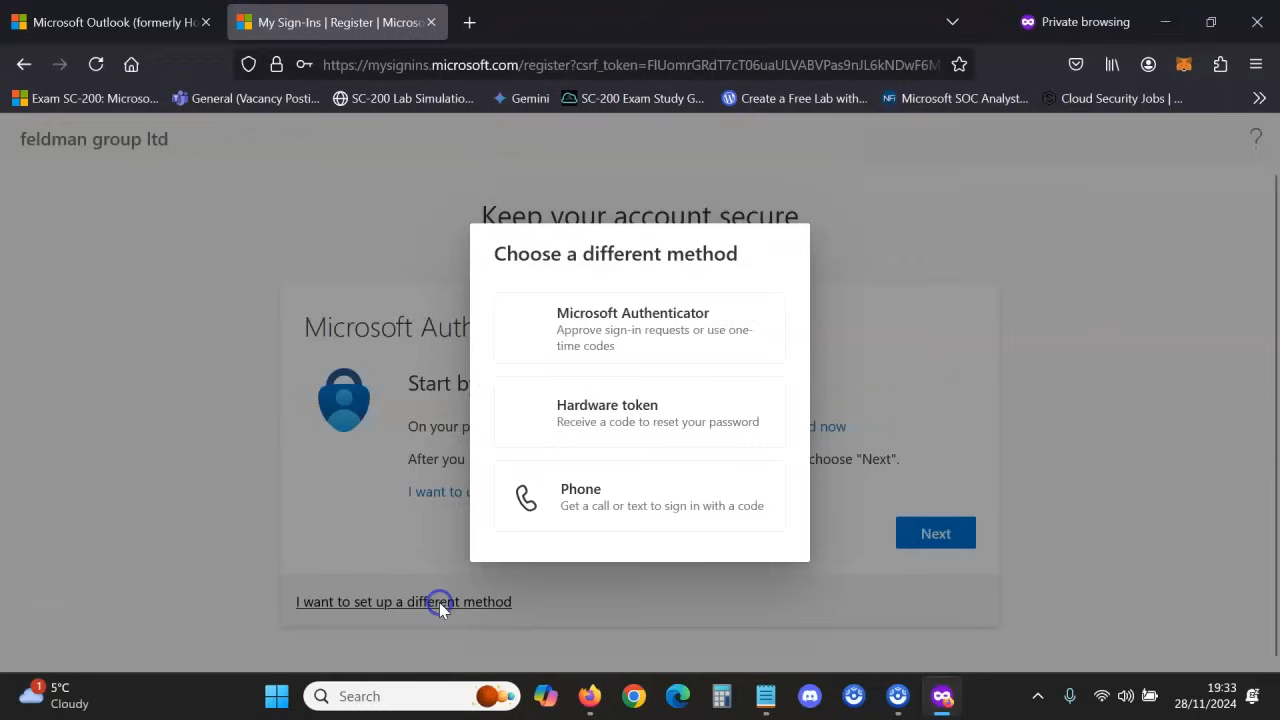 Microsoft Outlook (formerly Ho
My Sign-Ins | Register | Microso
Private browsing
https://mysignins.microsoft.com/register?csrf_token=FIUomrGRdT7cT06uaULVABVPas9nJL6kNDwF6M
Exam SC-200: Microso...
General (Vacancy Posti...
SC-200 Lab Simulatio...
Gemini
SC-200 Exam Study G...
Create a Free Lab with...
Microsoft SOC Analyst...
Cloud Security Jobs | ...
feldman group ltd
Keep your account secure
Choose a different method
Microsoft Authenticator
Approve sign-in requests or use one-
time codes
Microsoft Auth
Start b
Hardware token
Receive a code to reset your password
On your p
d now
After you
choose "Next".
I want to u
Phone
Get a call or text to sign in with a code
Next
I want to set up a different method
1
5°C
Cloudy
Search
19:33
28/11/2024